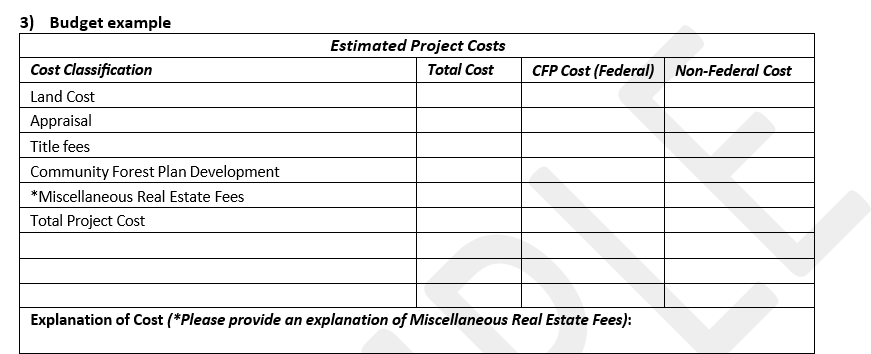 3) Budget example
Estimated Project Costs
Cost Classification Total Cost CFP Cost (Federal) Non-Federal Cost
Land Cost
Appraisal
Title fees
Community Forest Plan Development
*Miscellaneous Real Estate Fees
Total Project Cost
Explanation of Cost (*Please provide an explanation of Miscellaneous Real Estate Fees):